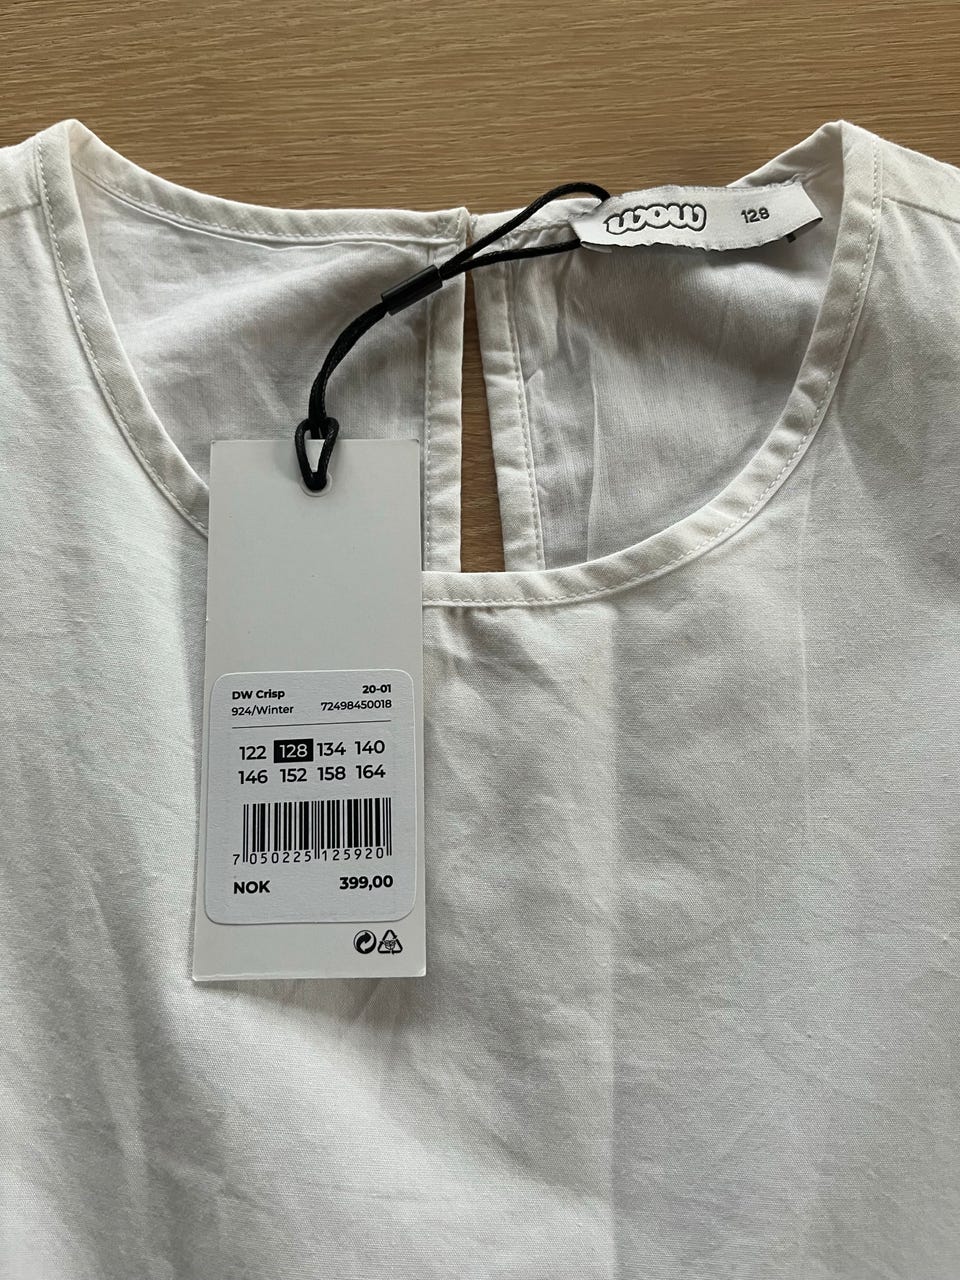 WOW 128
DW Crisp 20-01
924/Winter 72498450018
122 128 134 140
146 152 158 164
7 050225 125920
NOK 399,00